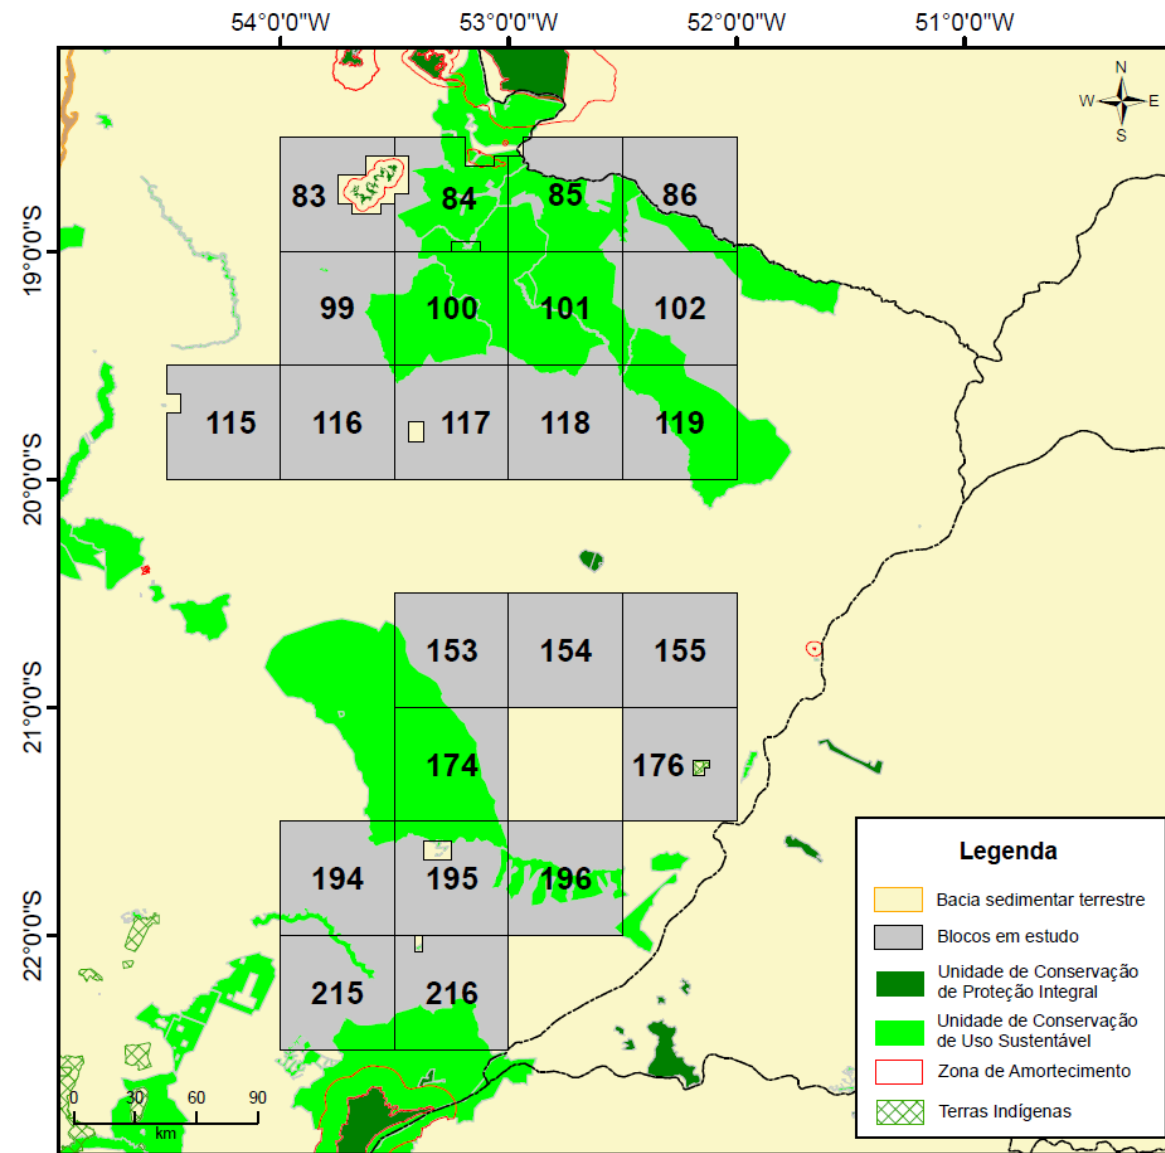 54°0'0"W 53°0'0"W 52°0'0"W 51°0'0"W
N
W E
S
83 84 85 86
19°0'0"S
99 100 101 102
115 116 117 118 119
20°0'0"S
153 154 155
21°0'0"S
174 176
194 195 196
22°0'0"S
215 216
0 30 60 90
km
Legenda
Bacia sedimentar terrestre
Blocos em estudo
Unidade de Conservação
de Proteção Integral
Unidade de Conservação
de Uso Sustentável
Zona de Amortecimento
Terras Indígenas